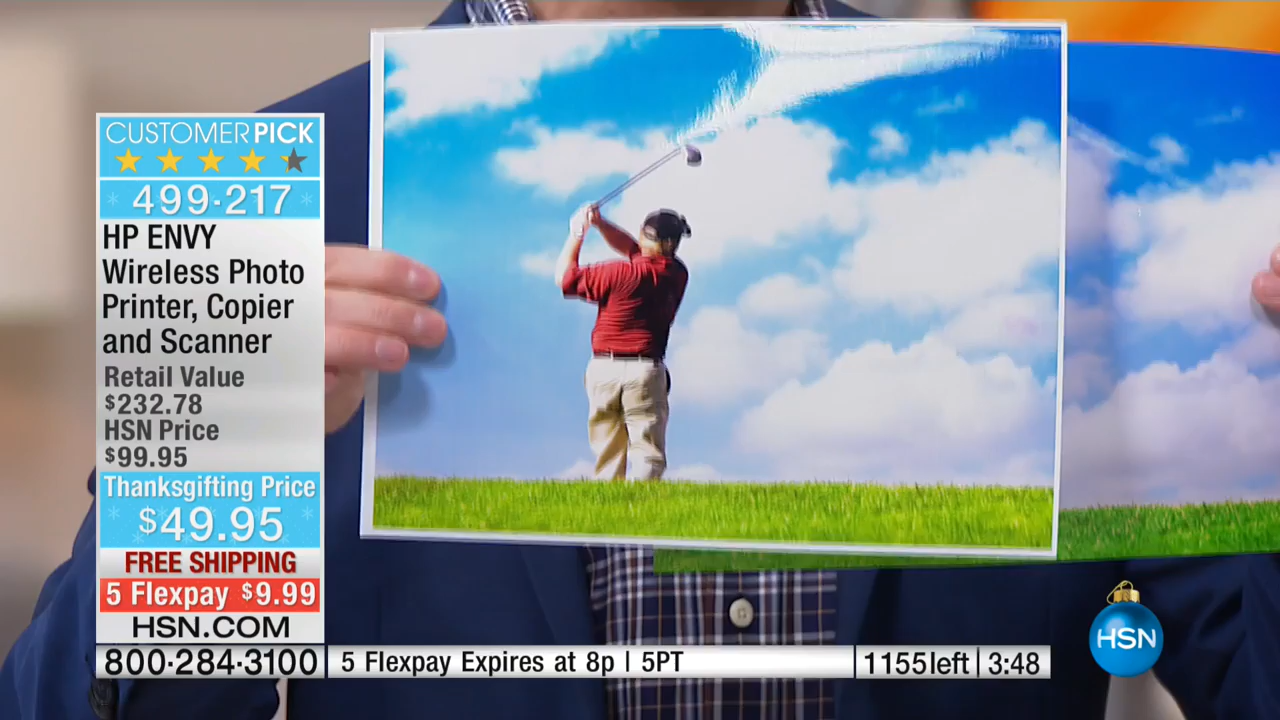 CUSTOMER PICK
499·217
HP ENVY
Wireless Photo
Printer, Copier
and Scanner
Retail Value
$232.78
HSN Price
$99.95
Thanksgifting Price
$49.95
FREE SHIPPING
5 Flexpay $9.99
HSN.COM
800·284·3100
5 Flexpay Expires at 8p | 5PT
1155left | 3:48
HSN